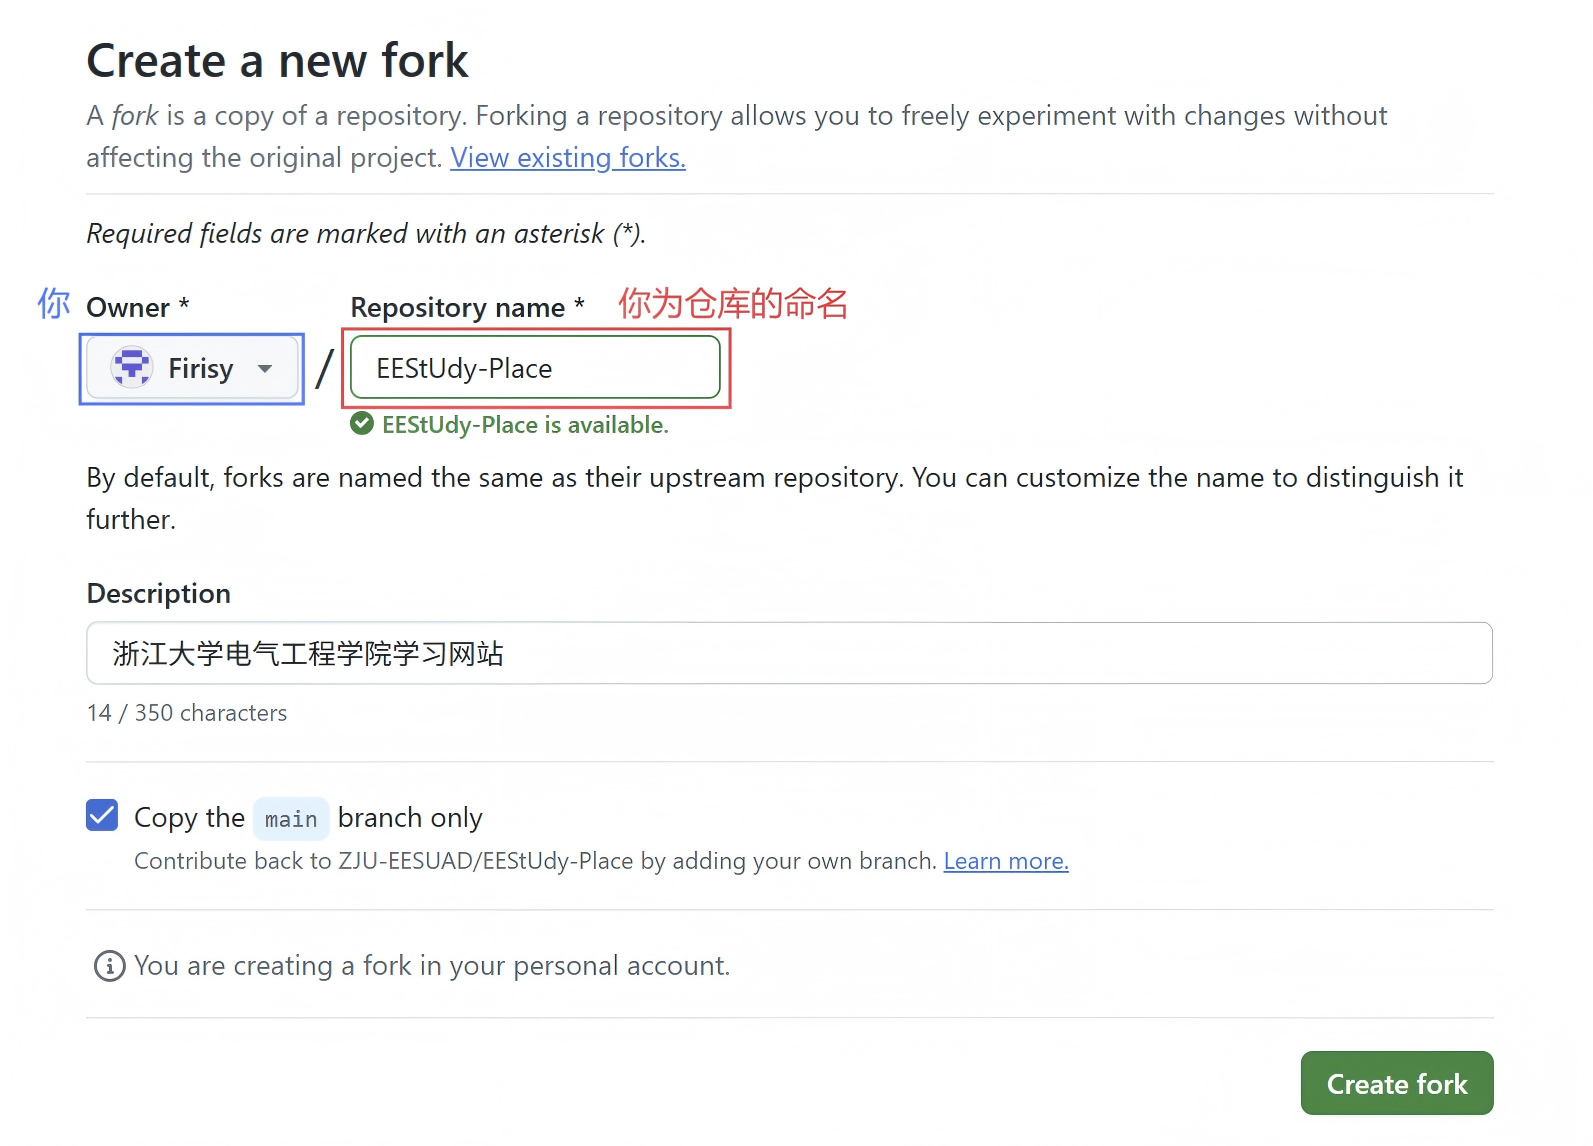 Create a new fork
A fork is a copy of a repository. Forking a repository allows you to freely experiment with changes without
affecting the original project. View existing forks.
Required fields are marked with an asterisk (*).
你 Owner * Repository name * 你为仓库的命名
Firisy / EEStUdy-Place
EEStUdy-Place is available.
By default, forks are named the same as their upstream repository. You can customize the name to distinguish it
further.
Description
浙江大学电气工程学院学习网站
14 / 350 characters
Copy the main branch only
Contribute back to ZJU-EESUAD/EEStUdy-Place by adding your own branch. Learn more.
You are creating a fork in your personal account.
Create fork